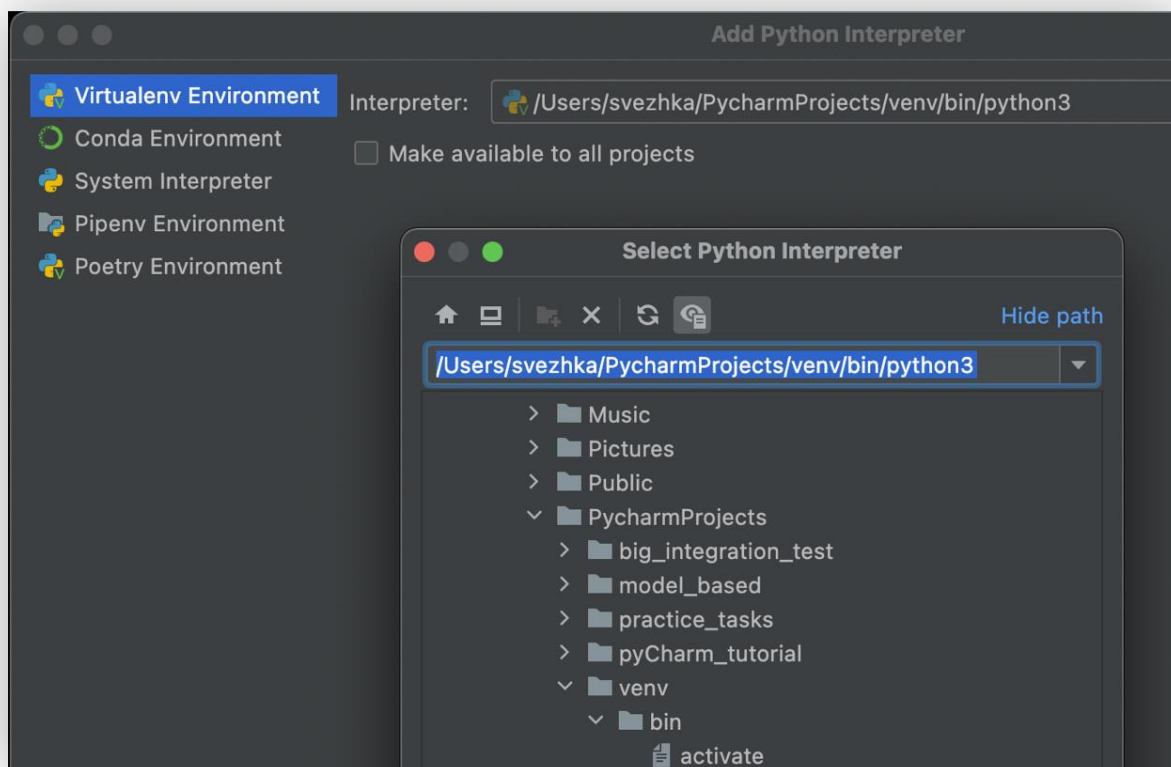 Add Python Interpreter
Virtualenv Environment
Conda Environment
System Interpreter
Pipenv Environment
Poetry Environment
Interpreter: /Users/svezhka/PycharmProjects/venv/bin/python3
Make available to all projects
Select Python Interpreter
Hide path
/Users/svezhka/PycharmProjects/venv/bin/python3
Music
Pictures
Public
PycharmProjects
big_integration_test
model_based
practice_tasks
pyCharm_tutorial
venv
bin
activate